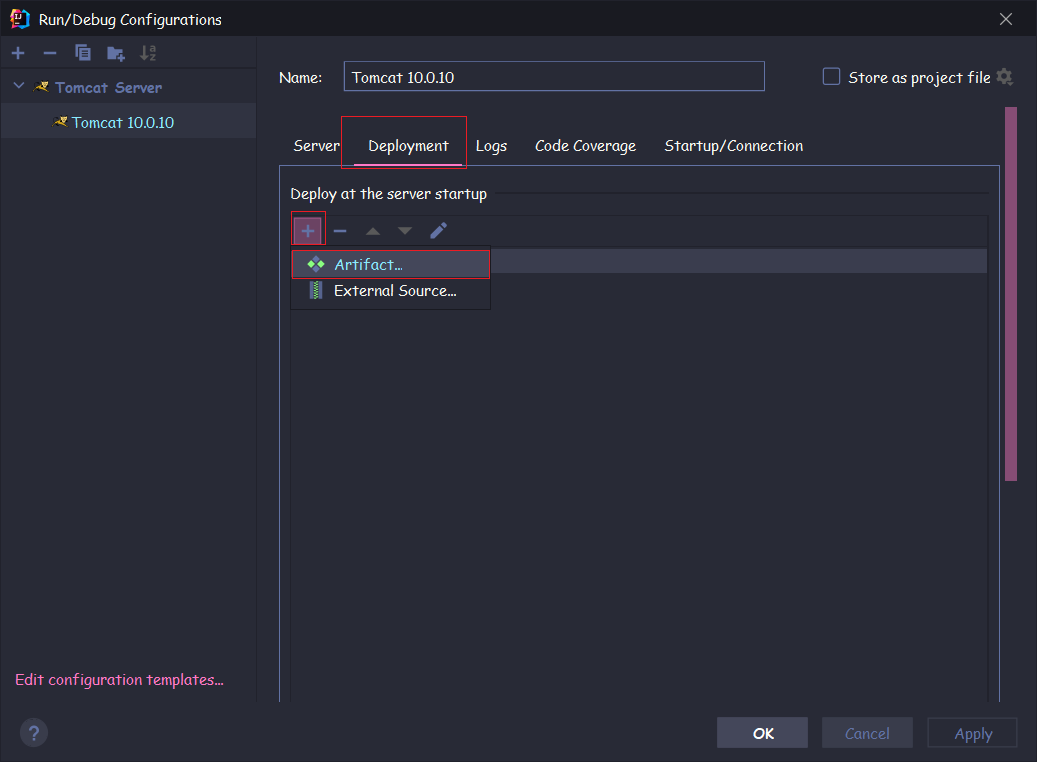 Run/Debug Configurations
Tomcat Server
Tomcat 10.0.10
Name: Tomcat 10.0.10 Store as project file
Server Deployment Logs Code Coverage Startup/Connection
Deploy at the server startup
Artifact...
External Source...
Edit configuration templates...
? OK Cancel Apply